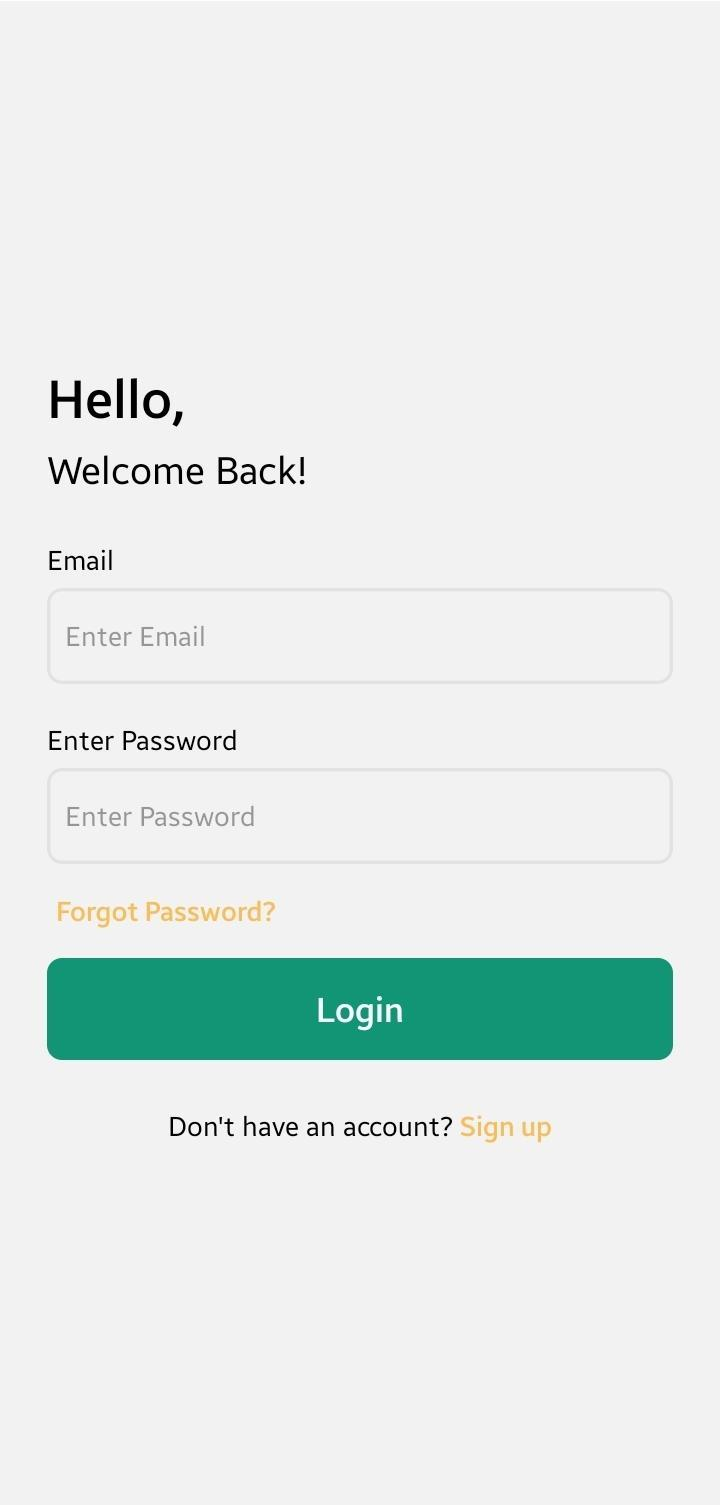 Hello,
Welcome Back!
Email
Enter Email
Enter Password
Enter Password
Forgot Password?
Login
Don't have an account? Sign up